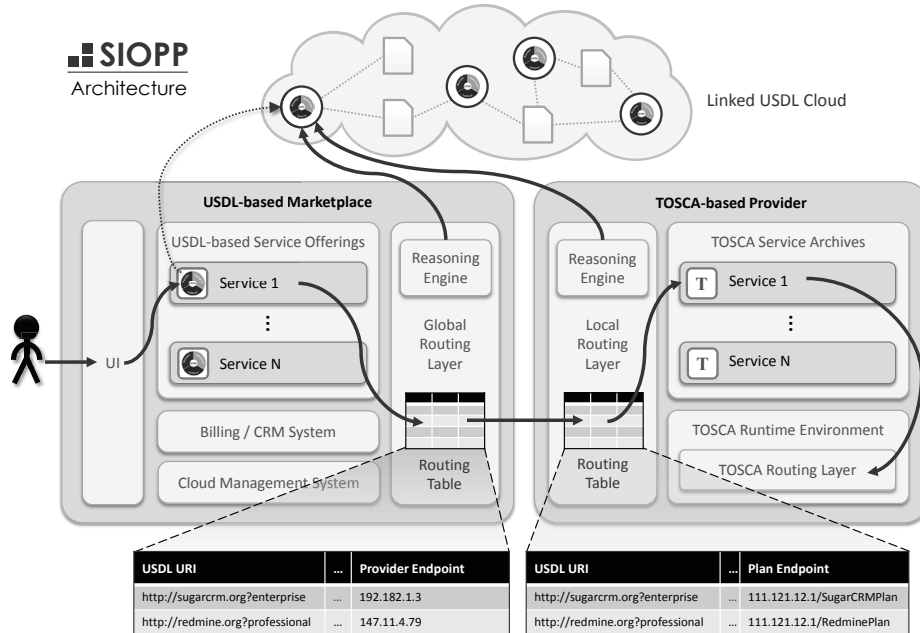 SIOPP
Architecture
Linked USDL Cloud
USDL-based Marketplace
UI
USDL-based Service Offerings
Service 1
⋮
Service N
Billing / CRM System
Cloud Management System
Reasoning
Engine
Global
Routing
Layer
Routing
Table
TOSCA-based Provider
Reasoning
Engine
Local
Routing
Layer
Routing
Table
TOSCA Service Archives
T Service 1
⋮
T Service N
TOSCA Runtime Environment
TOSCA Routing Layer
USDL URI ... Provider Endpoint
http://sugarcrm.org?enterprise ... 192.182.1.3
http://redmine.org?professional ... 147.11.4.79
USDL URI ... Plan Endpoint
http://sugarcrm.org?enterprise ... 111.121.12.1/SugarCRMPlan
http://redmine.org?professional ... 111.121.12.1/RedminePlan